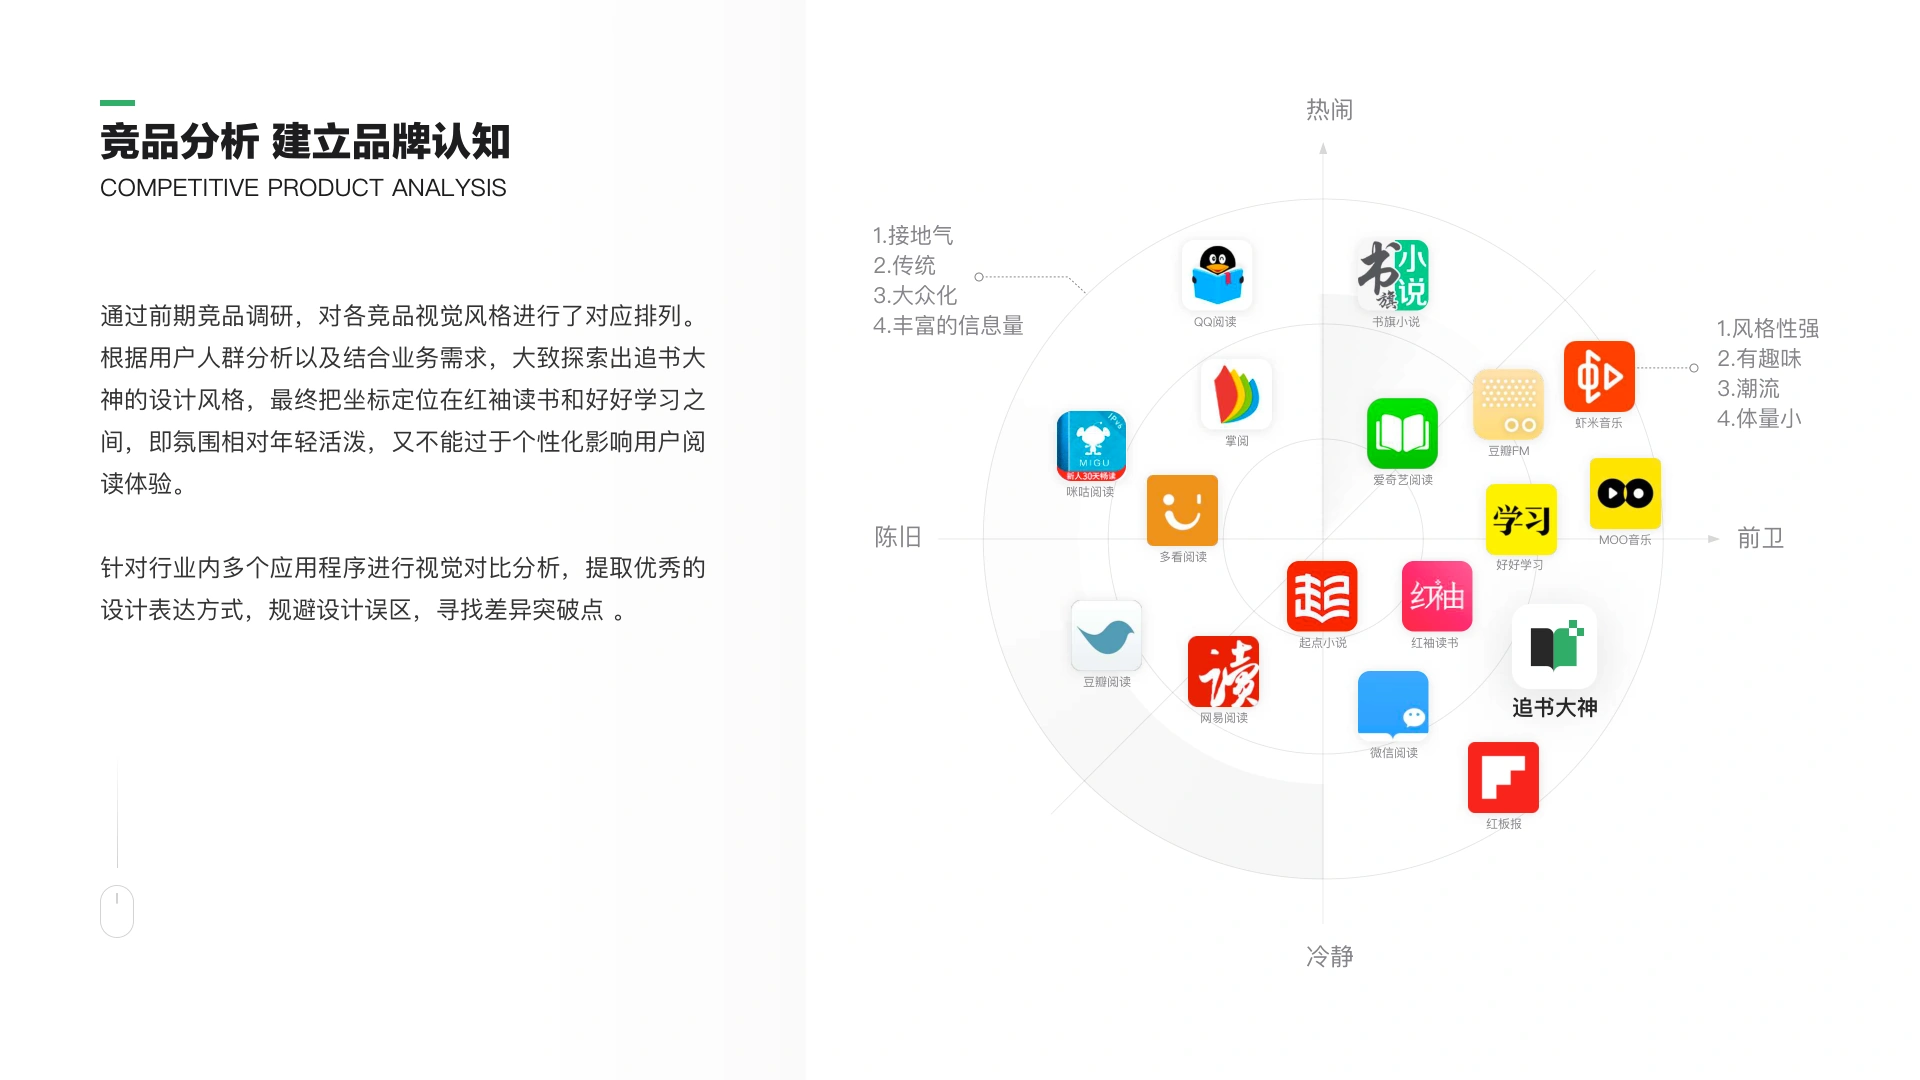 竞品分析 建立品牌认知
COMPETITIVE PRODUCT ANALYSIS
通过前期竞品调研，对各竞品视觉风格进行了对应排列。
根据用户人群分析以及结合业务需求，大致探索出追书大
神的设计风格，最终把坐标定位在红袖读书和好好学习之
间，即氛围相对年轻活泼，又不能过于个性化影响用户阅
读体验。
针对行业内多个应用程序进行视觉对比分析，提取优秀的
设计表达方式，规避设计误区，寻找差异突破点 。
热闹
1.接地气
2.传统
3.大众化
4.丰富的信息量
QQ阅读
书旗
小说
书旗小说
1.风格性强
2.有趣味
3.潮流
4.体量小
虾米音乐
豆瓣FM
掌阅
IPv6
MIGU
新人30天畅读
咪咕阅读
爱奇艺阅读
多看阅读
学习
好好学习
MOO音乐
陈旧
前卫
起点小说
红袖
红袖读书
豆瓣阅读
读
网易阅读
微信阅读
追书大神
红板报
冷静